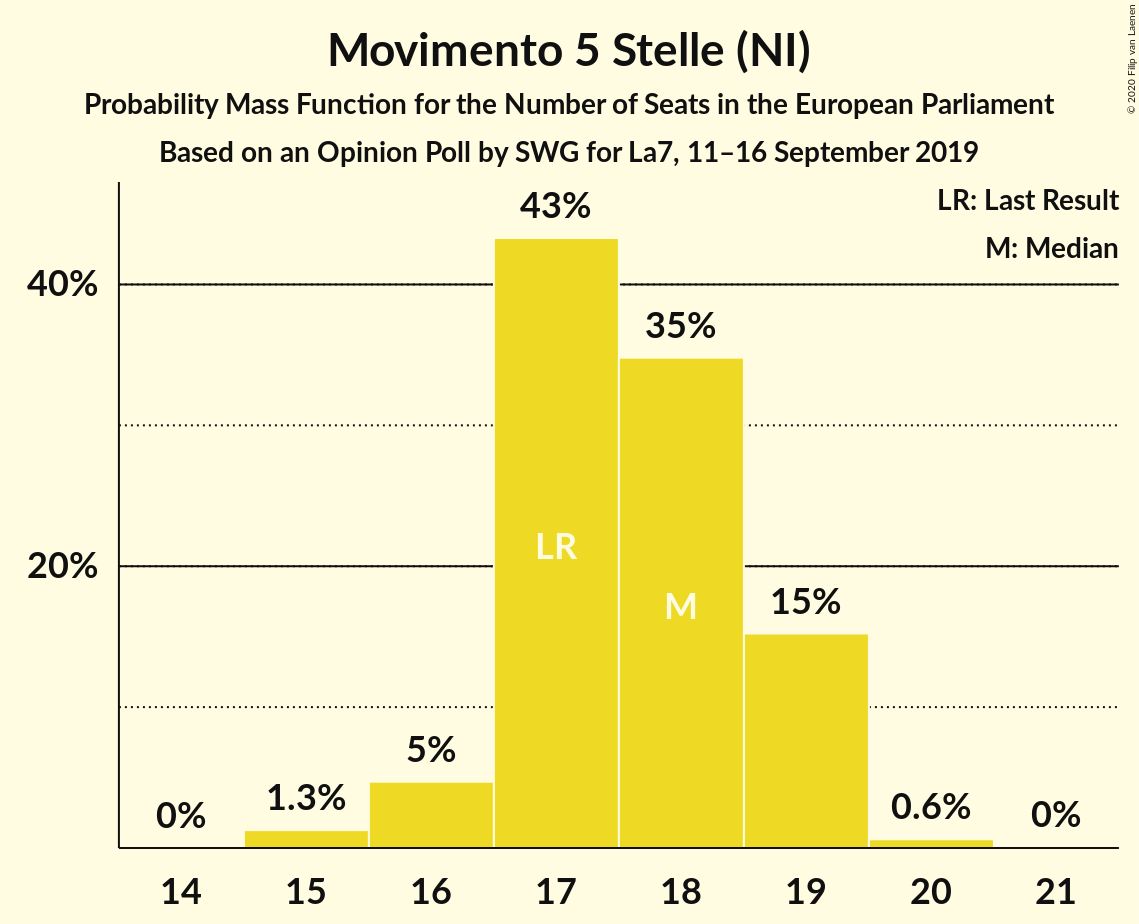 Movimento 5 Stelle (NI)
Probability Mass Function for the Number of Seats in the European Parliament
Based on an Opinion Poll by SWG for La7, 11–16 September 2019
© 2020 Filip van Laenen
LR: Last Result
M: Median
43%
40%
35%
20%
LR
M
15%
5%
1.3%
0%
0.6%
0%
14 15 16 17 18 19 20 21